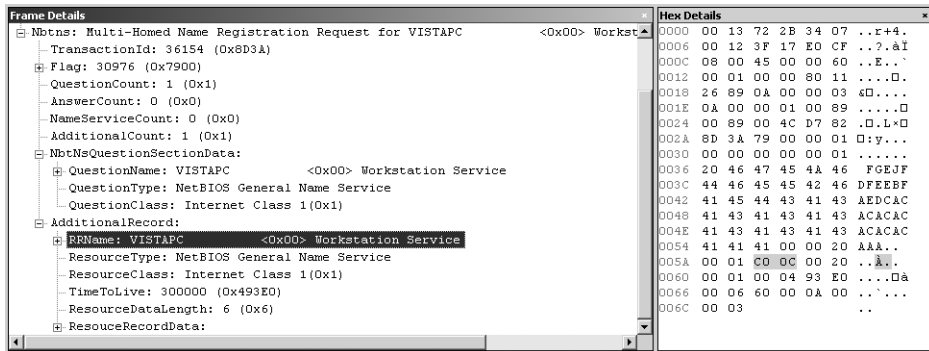 Frame Details
Nbtns: Multi-Homed Name Registration Request for VISTAPC <0x00> Workst
TransactionId: 36154 (0x8D3A)
Flag: 30976 (0x7900)
QuestionCount: 1 (0x1)
AnswerCount: 0 (0x0)
NameServiceCount: 0 (0x0)
AdditionalCount: 1 (0x1)
NbtNsQuestionSectionData:
QuestionName: VISTAPC <0x00> Workstation Service
QuestionType: NetBIOS General Name Service
QuestionClass: Internet Class 1(0x1)
AdditionalRecord:
RRName: VISTAPC <0x00> Workstation Service
ResourceType: NetBIOS General Name Service
ResourceClass: Internet Class 1(0x1)
TimeToLive: 300000 (0x493E0)
ResourceDataLength: 6 (0x6)
ResouceRecordData:
Hex Details
0000 00 13 72 2B 34 07 ..r+4.
0006 00 12 3F 17 E0 CF ..?.àÏ
000C 08 00 45 00 00 60 ..E..`
0012 00 01 00 00 80 11 ....□.
0018 26 89 0A 00 00 03 &□....
001E 0A 00 00 01 00 89 .....□
0024 00 89 00 4C D7 82 .□.L×□
002A 8D 3A 79 00 00 01 □:y...
0030 00 00 00 00 00 01 ......
0036 20 46 47 45 4A 46 FGEJF
003C 44 46 45 45 42 46 DFEEBF
0042 41 45 44 43 41 43 AEDCAC
0048 41 43 41 43 41 43 ACACAC
004E 41 43 41 43 41 43 ACACAC
0054 41 41 41 00 00 20 AAA..
005A 00 01 C0 0C 00 20 ..À..
0060 00 01 00 04 93 E0 ....□à
0066 00 06 60 00 0A 00 ..`...
006C 00 03 ..